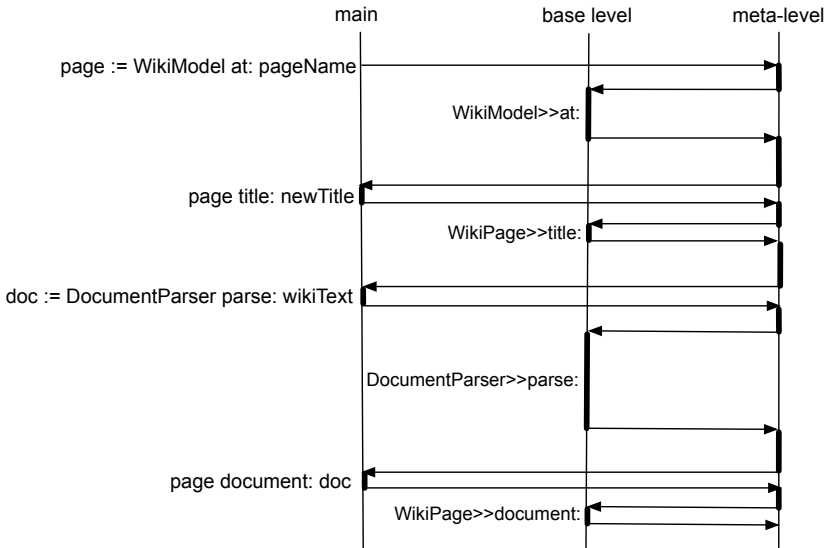 main base level meta-level
page := WikiModel at: pageName
WikiModel>>at:
page title: newTitle
WikiPage>>title:
doc := DocumentParser parse: wikiText
DocumentParser>>parse:
page document: doc
WikiPage>>document: